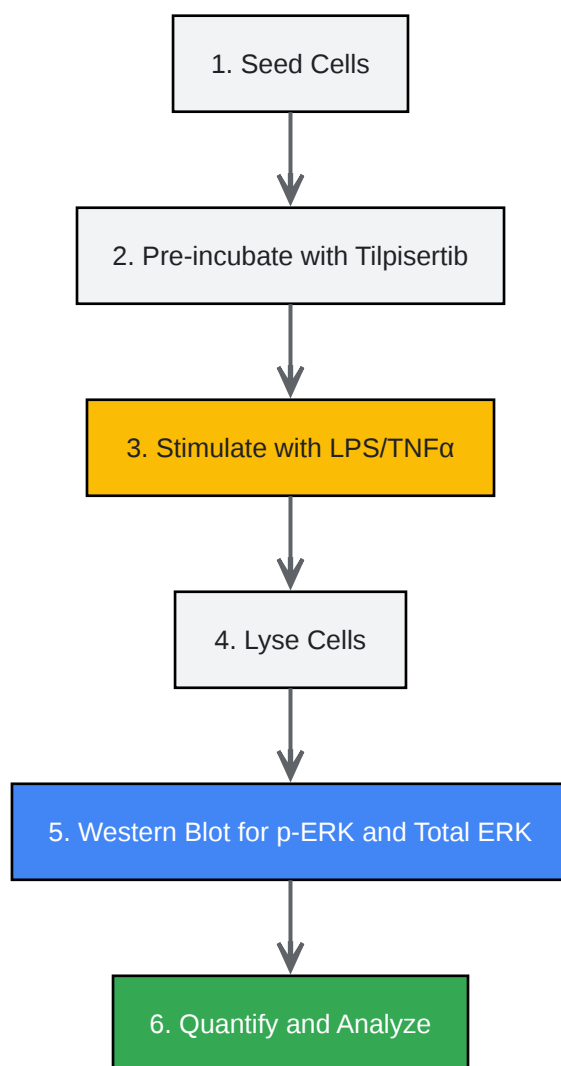 1. Seed Cells
2. Pre-incubate with Tilpisertib
3. Stimulate with LPS/TNFα
4. Lyse Cells
5. Western Blot for p-ERK and Total ERK
6. Quantify and Analyze